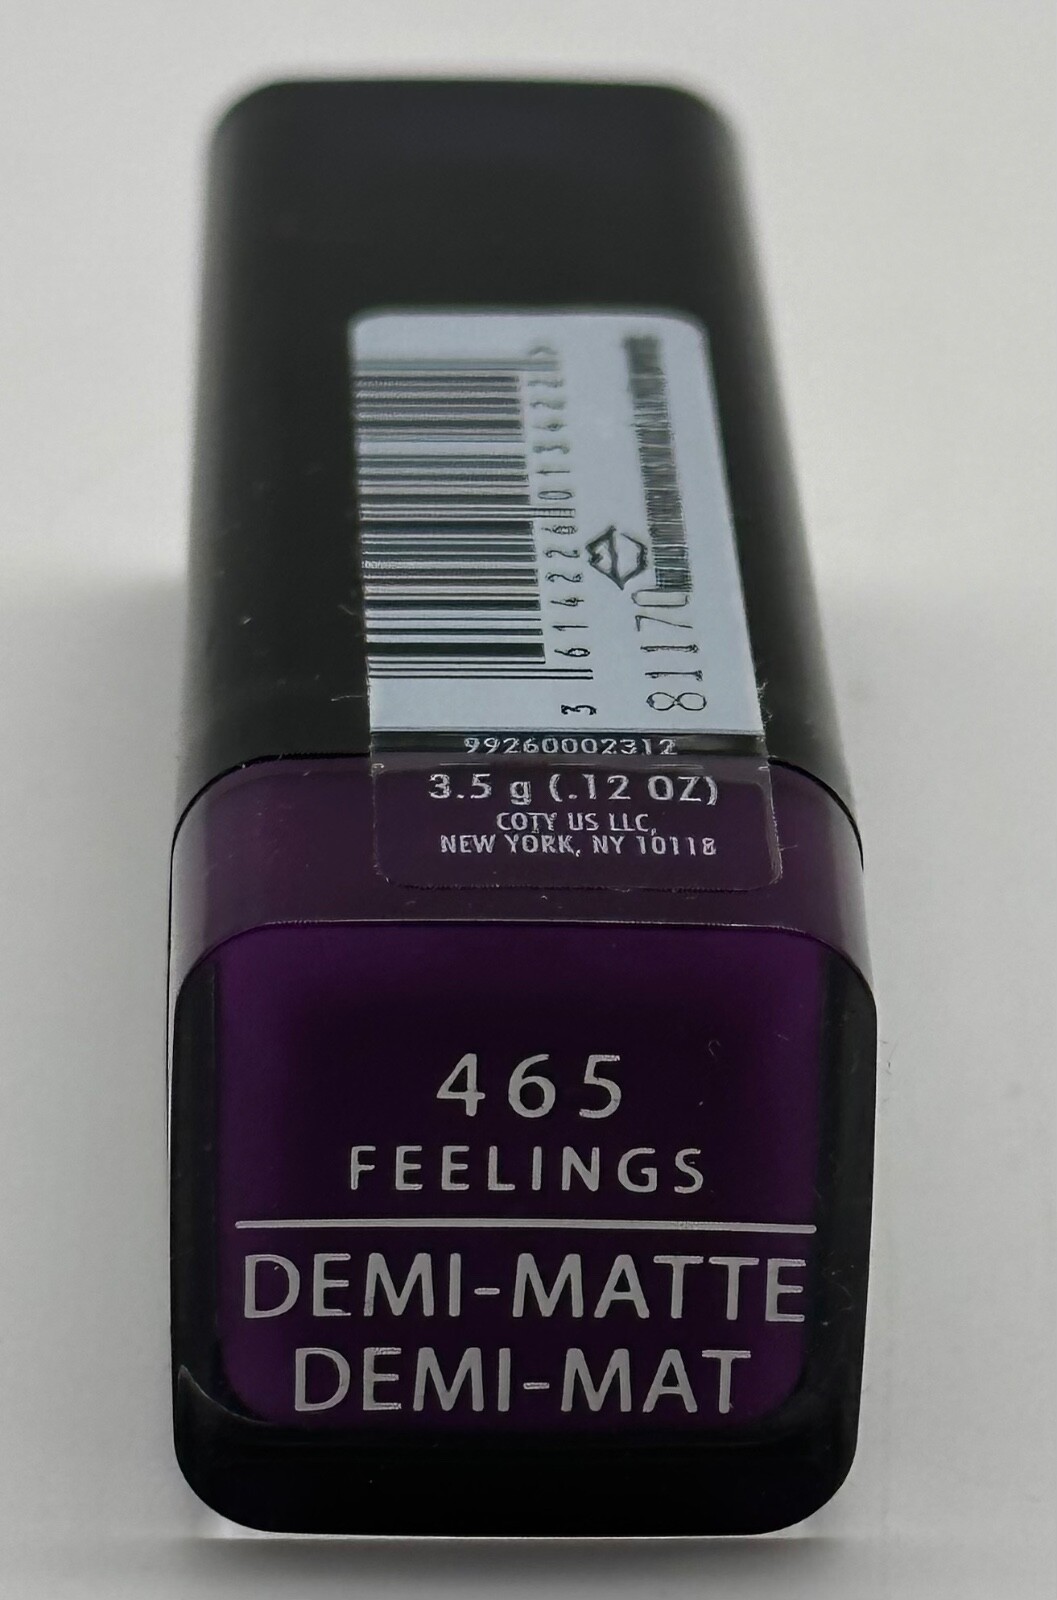 3 614226 013422 >
81170
99260002312
3.5 g (.12 OZ)
COTY US LLC,
NEW YORK, NY 10118
465
FEELINGS
DEMI-MATTE
DEMI-MAT